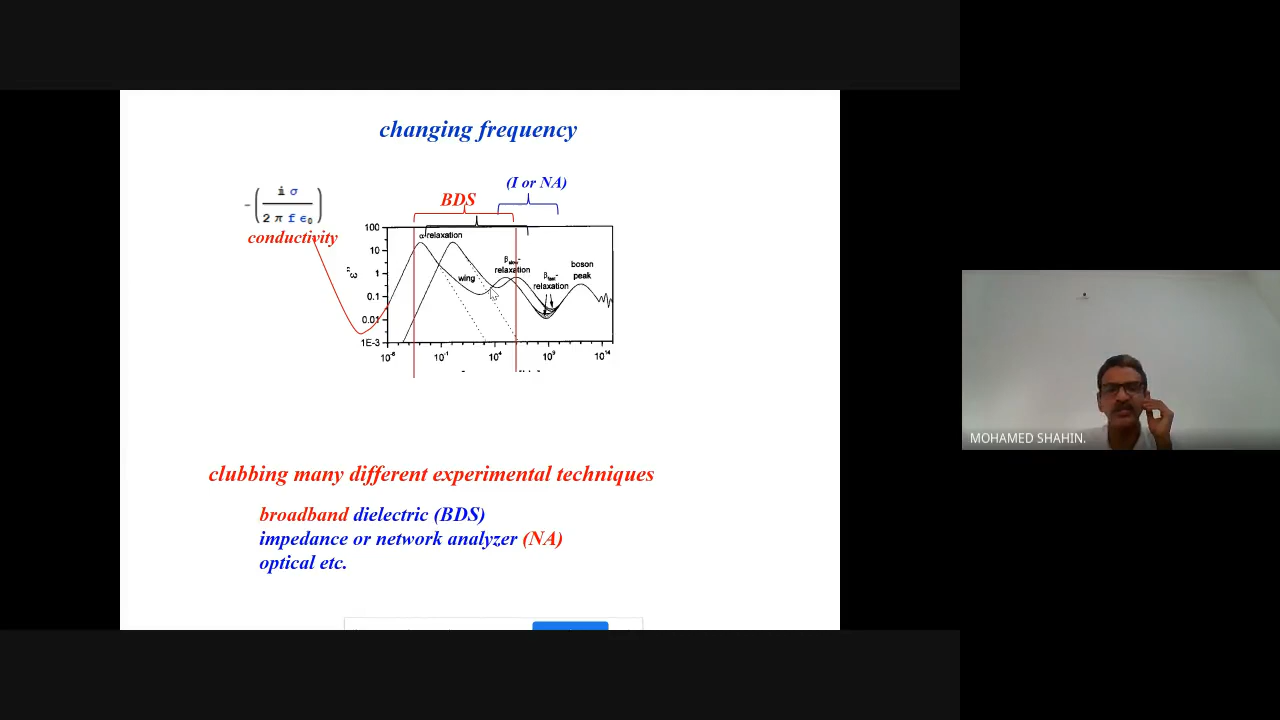 changing frequency
(I or NA)
BDS
- ( i σ / 2 π f ϵ₀ )
conductivity
100
10
1
0.1
0.01
1E-3
ε"
α-relaxation
wing
relaxation
relaxation
boson
peak
10⁻⁶
10⁻¹
10⁴
10⁹
10¹⁴
clubbing many different experimental techniques
broadband dielectric (BDS)
impedance or network analyzer (NA)
optical etc.
MOHAMED SHAHIN.